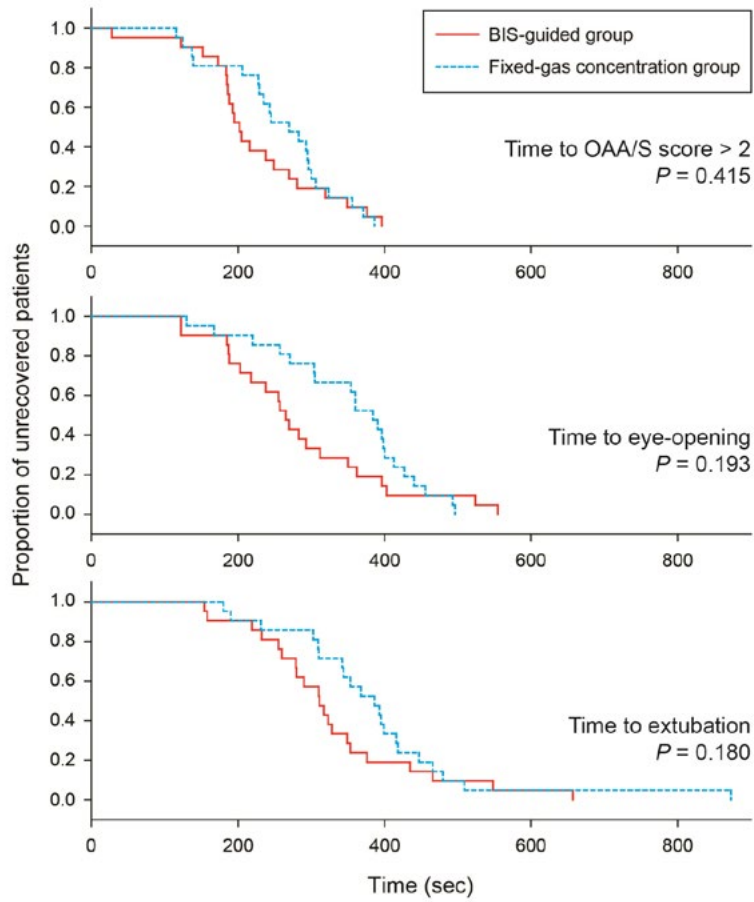 BIS-guided group
Fixed-gas concentration group
1.0
0.8
0.6
0.4
0.2
0.0
Time to OAA/S score > 2
P = 0.415
0 200 400 600 800
1.0
0.8
0.6
0.4
0.2
0.0
Time to eye-opening
P = 0.193
0 200 400 600 800
Proportion of unrecovered patients
1.0
0.8
0.6
0.4
0.2
0.0
Time to extubation
P = 0.180
0 200 400 600 800
Time (sec)